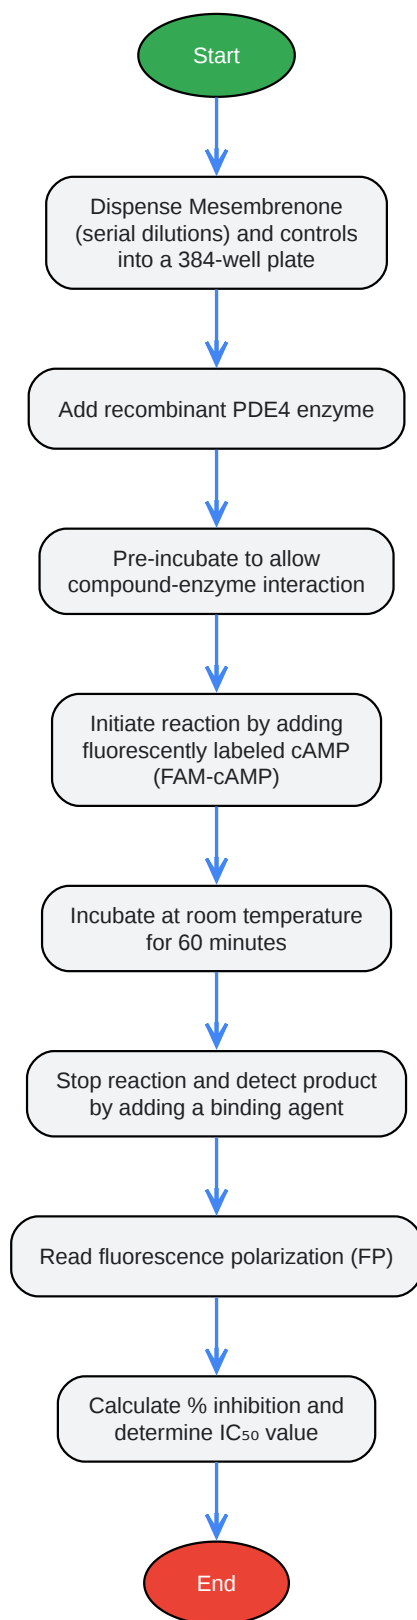 Start
Dispense Mesembrenone
(serial dilutions) and controls
into a 384-well plate
Add recombinant PDE4 enzyme
Pre-incubate to allow
compound-enzyme interaction
Initiate reaction by adding
fluorescently labeled cAMP
(FAM-cAMP)
Incubate at room temperature
for 60 minutes
Stop reaction and detect product
by adding a binding agent
Read fluorescence polarization (FP)
Calculate % inhibition and
determine IC₅₀ value
End